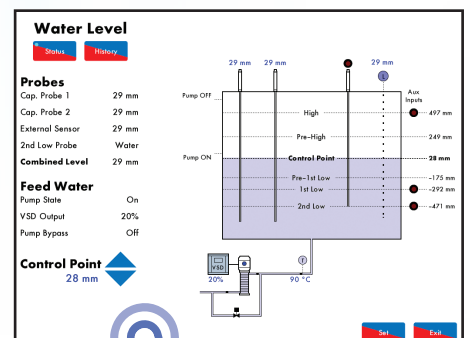 Water Level
Status History
Probes
Cap. Probe 1 29 mm
Cap. Probe 2 29 mm
External Sensor 29 mm
2nd Low Probe Water
Combined Level 29 mm
Feed Water
Pump State On
VSD Output 20%
Pump Bypass Off
Control Point
28 mm
29 mm 29 mm 29 mm
L
Aux
Inputs
Pump OFF
High 497 mm
Pre-High 249 mm
Pump ON Control Point 28 mm
Pre-1st Low -175 mm
1st Low -292 mm
2nd Low -471 mm
VSD
20%
T
90 °C
Set Exit